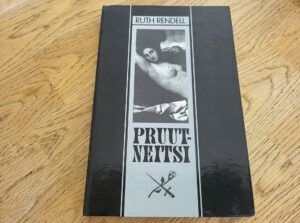 RUTH RENDELL
PRUUT-
NEITSI